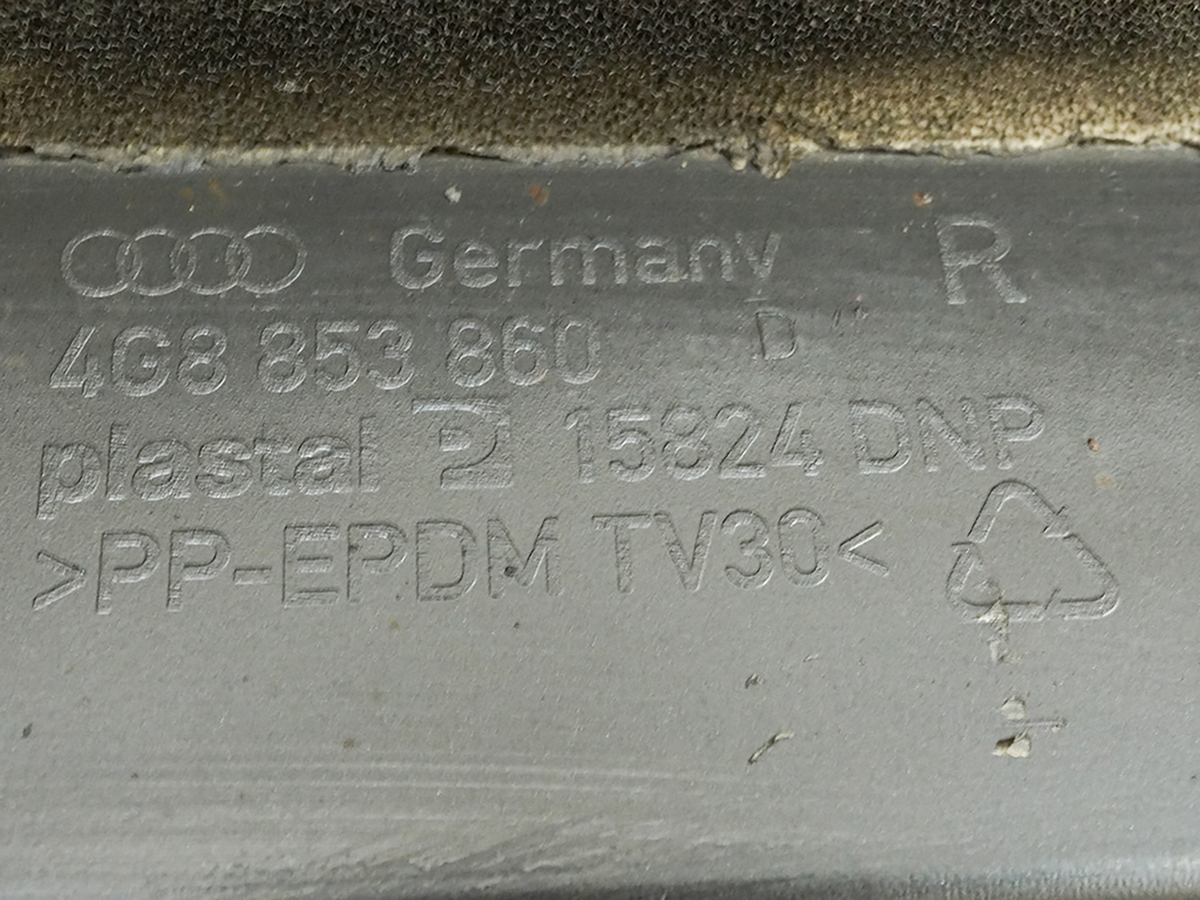 Germany R
4G8 853 860 D
plastal 15824 DNP
>PP-EPDM TV30<